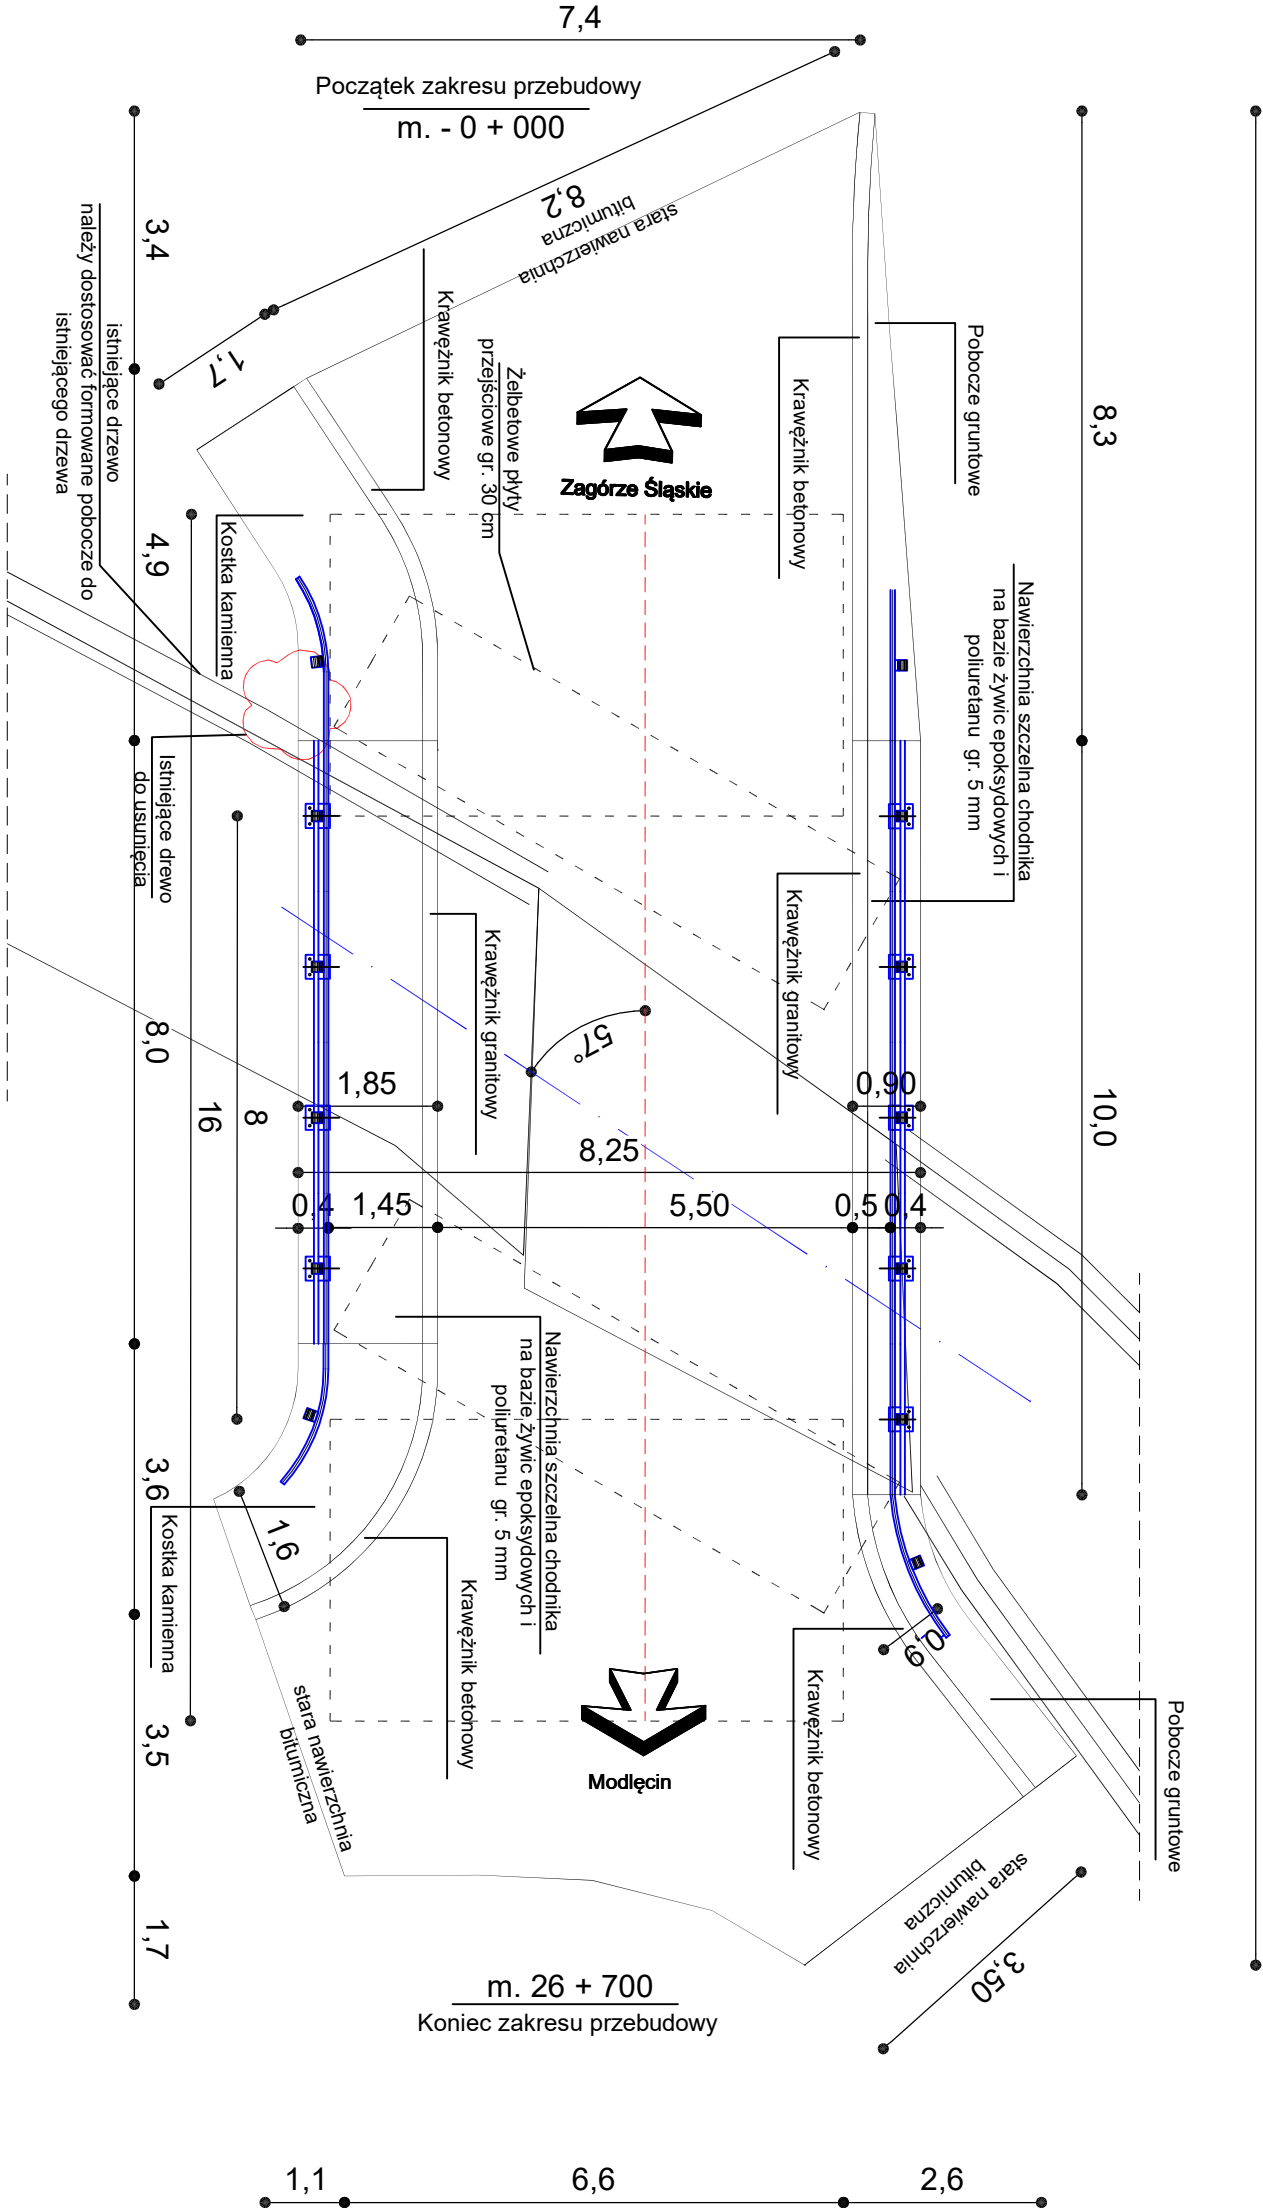 7,4
Początek zakresu przebudowy
m. - 0 + 000
8,2
stara nawierzchnia
bitumiczna
3,4
1,7
istniejące drzewo
należy dostosować formowane pobocze do
istniejącego drzewa
Krawężnik betonowy
Żelbetowe płyty
przejściowe gr. 30 cm
Zagórze Śląskie
Krawężnik betonowy
Pobocze gruntowe
8,3
4,9
Kostka kamienna
Nawierzchnia szczelna chodnika
na bazie żywic epoksydowych i
poliuretanu gr. 5 mm
Istniejące drewo
do usunięcia
Krawężnik granitowy
Krawężnik granitowy
57°
8,0
16
8
1,85
0,90
10,0
8,25
0,4
1,45
5,50
0,5
0,4
Nawierzchnia szczelna chodnika
na bazie żywic epoksydowych i
poliuretanu gr. 5 mm
3,6
Kostka kamienna
1,6
Krawężnik betonowy
0,9
Krawężnik betonowy
Pobocze gruntowe
stara nawierzchnia
bitumiczna
3,5
Modlęcin
stara nawierzchnia
bitumiczna
3,50
1,7
m. 26 + 700
Koniec zakresu przebudowy
1,1
6,6
2,6